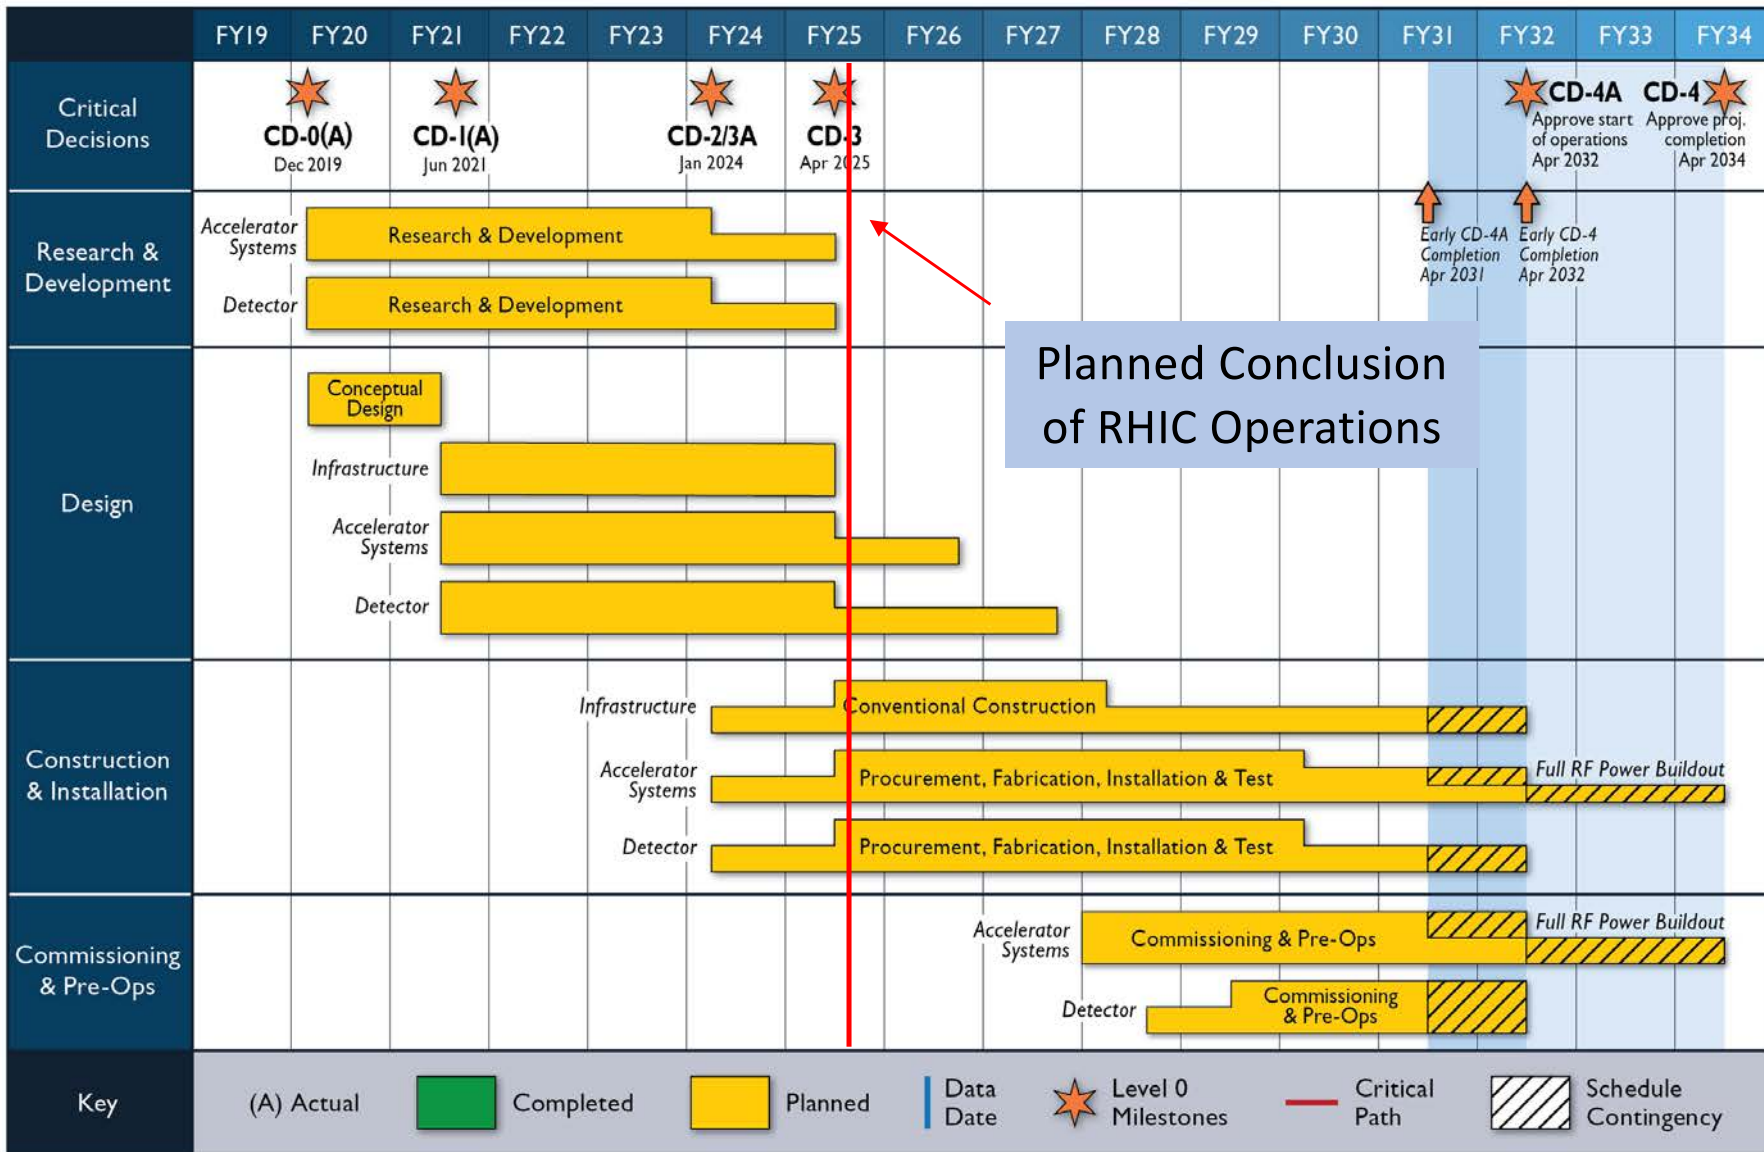 FY19 FY20 FY21 FY22 FY23 FY24 FY25 FY26 FY27 FY28 FY29 FY30 FY31 FY32 FY33 FY34
Critical
Decisions
CD-0(A)
Dec 2019
CD-1(A)
Jun 2021
CD-2/3A
Jan 2024
CD-3
Apr 2025
CD-4A
Approve start
of operations
Apr 2032
CD-4
Approve proj.
completion
Apr 2034
Research &
Development
Accelerator
Systems
Research & Development
Detector
Research & Development
Early CD-4A
Completion
Apr 2031
Early CD-4
Completion
Apr 2032
Planned Conclusion
of RHIC Operations
Design
Conceptual
Design
Infrastructure
Accelerator
Systems
Detector
Construction
& Installation
Infrastructure
Conventional Construction
Accelerator
Systems
Procurement, Fabrication, Installation & Test
Full RF Power Buildout
Detector
Procurement, Fabrication, Installation & Test
Commissioning
& Pre-Ops
Accelerator
Systems
Commissioning & Pre-Ops
Full RF Power Buildout
Detector
Commissioning
& Pre-Ops
Key
(A) Actual
Completed
Planned
Data
Date
Level 0
Milestones
Critical
Path
Schedule
Contingency